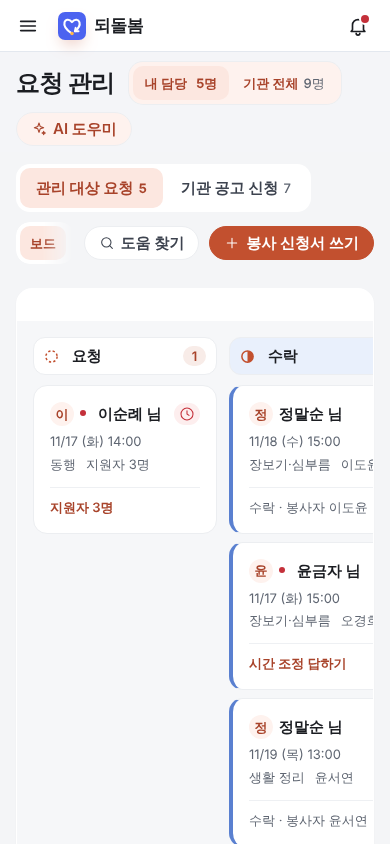 되돌봄
요청 관리
내 담당 5명 기관 전체 9명
AI 도우미
관리 대상 요청 5 기관 공고 신청 7
보드 도움 찾기 봉사 신청서 쓰기
요청 1
이 이순례 님
11/17 (화) 14:00
동행 지원자 3명
지원자 3명
수락
정 정말순 님
11/18 (수) 15:00
장보기·심부름 이도윤
수락 · 봉사자 이도윤
윤 윤금자 님
11/17 (화) 15:00
장보기·심부름
시간 조정 답하기
정 정말순 님
11/19 (목) 13:00
생활 정리 윤서연
수락 · 봉사자 윤서연